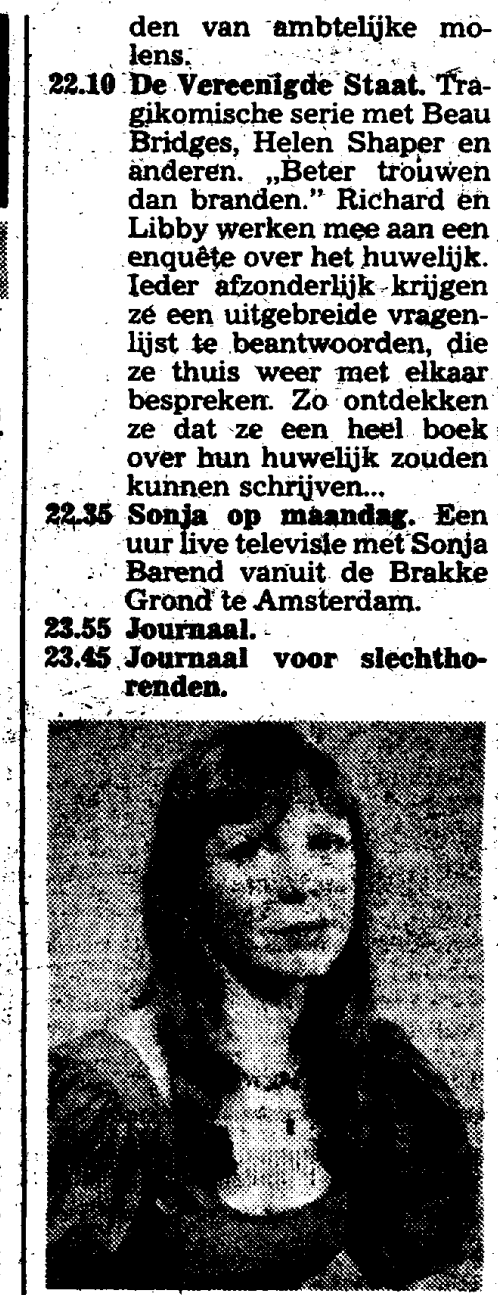 den van ambtelijke mo-
lens.
22.10 De Vereenigde Staat. Tra-
gikomische serie met Beau
Bridges, Helen Shaper en
anderen. „Beter trouwen
dan branden.” Richard en
Libby werken mee aan een
enquête over het huwelijk.
Ieder afzonderlijk krijgen
ze een uitgebreide vragen-
lijst te beantwoorden, die
ze thuis weer met elkaar
bespreken. Zo ontdekken
ze dat ze een heel boek
over hun huwelijk zouden
kunnen schrijven...
22.35 Sonja op maandag. Een
uur live televisie met Sonja
Barend vanuit de Brakke
Grond te Amsterdam.
23.55 Journaal.
23.45 Journaal voor slechtho-
renden.